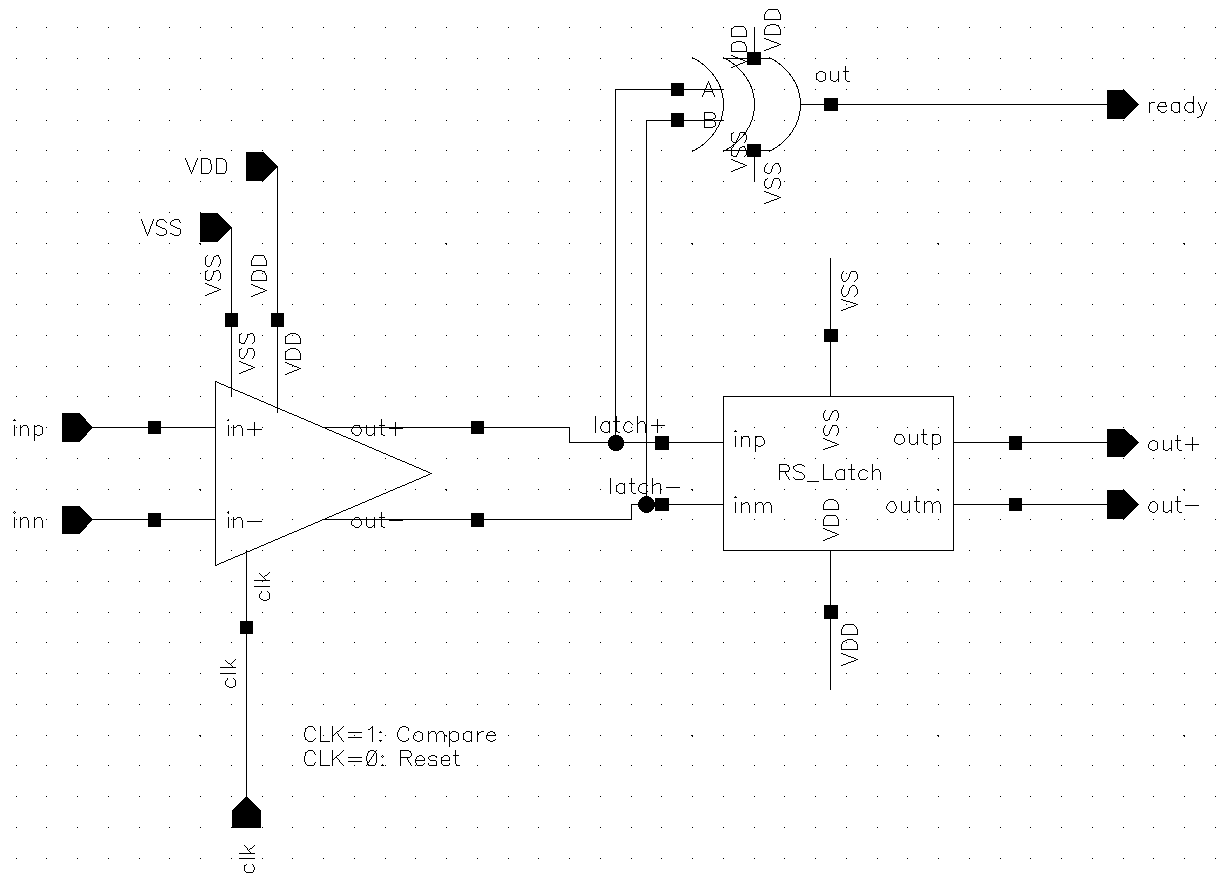 VDD
VDD
out
A
B
ready
VSS
VSS
VDD
VSS
VSS
VDD
VSS
VDD
VSS
inp
in+
out+
latch+
inp
VSS
outp
out+
RS_Latch
latch-
inn
in-
out-
inm
VDD
outm
out-
clk
VDD
clk
CLK=1: Compare
CLK=0: Reset
clk